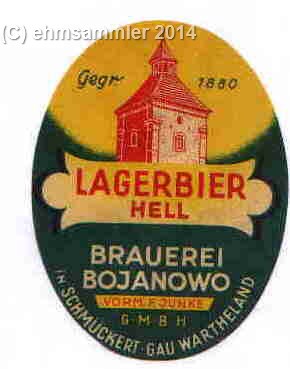 (C) ehmsammler 2014
Gegr. 1880
LAGERBIER
HELL
BRAUEREI
BOJANOWO
VORM. F. JUNKE
G·M·B·H
IN SCHMÜCKERT·GAU WARTHELAND